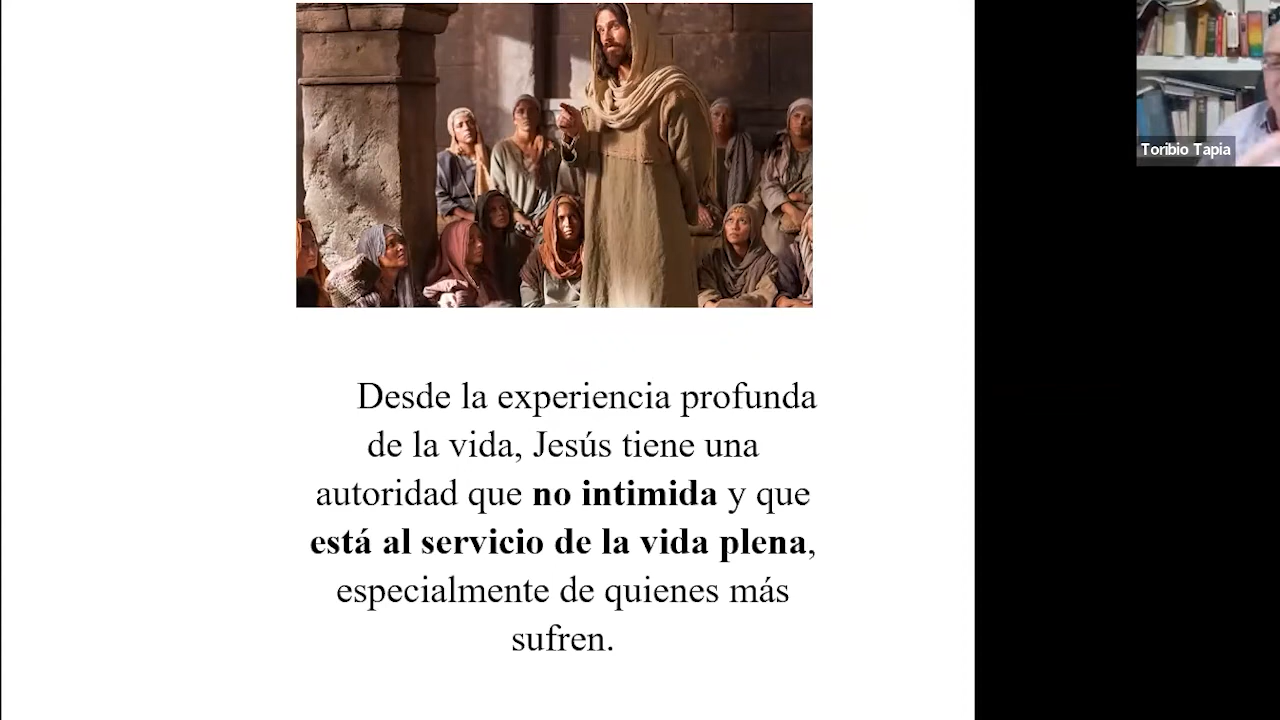 Toribio Tapia
Desde la experiencia profunda
de la vida, Jesús tiene una
autoridad que no intimida y que
está al servicio de la vida plena,
especialmente de quienes más
sufren.